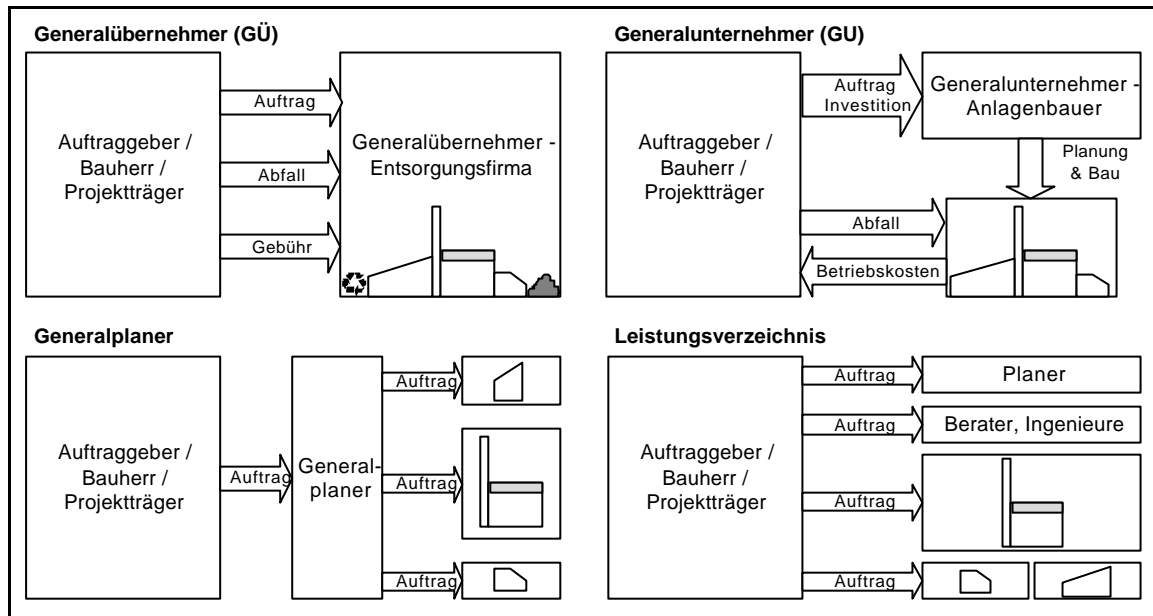 Generalübernehmer (GÜ)
Auftraggeber /
Bauherr /
Projektträger
Auftrag
Abfall
Gebühr
Generalübernehmer -
Entsorgungsfirma
Generalunternehmer (GU)
Auftraggeber /
Bauherr /
Projektträger
Auftrag
Investition
Generalunternehmer -
Anlagenbauer
Planung
& Bau
Abfall
Betriebskosten
Generalplaner
Auftraggeber /
Bauherr /
Projektträger
Auftrag
General-
planer
Auftrag
Auftrag
Auftrag
Leistungsverzeichnis
Auftraggeber /
Bauherr /
Projektträger
Auftrag
Planer
Auftrag
Berater, Ingenieure
Auftrag
Auftrag